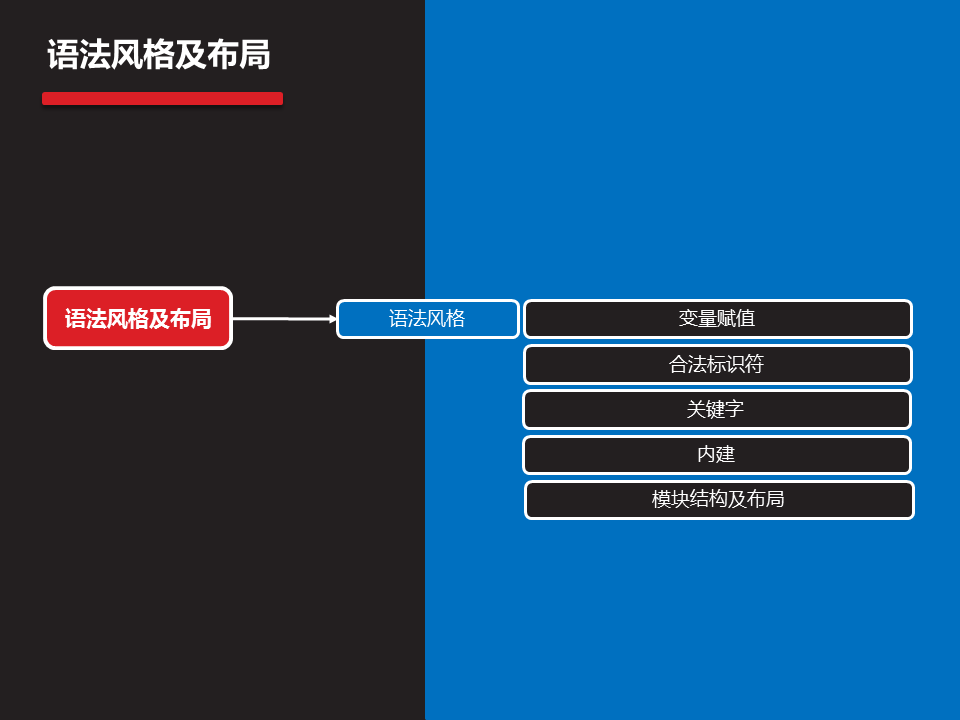 语法风格及布局
语法风格及布局
语法风格
变量赋值
合法标识符
关键字
内建
模块结构及布局